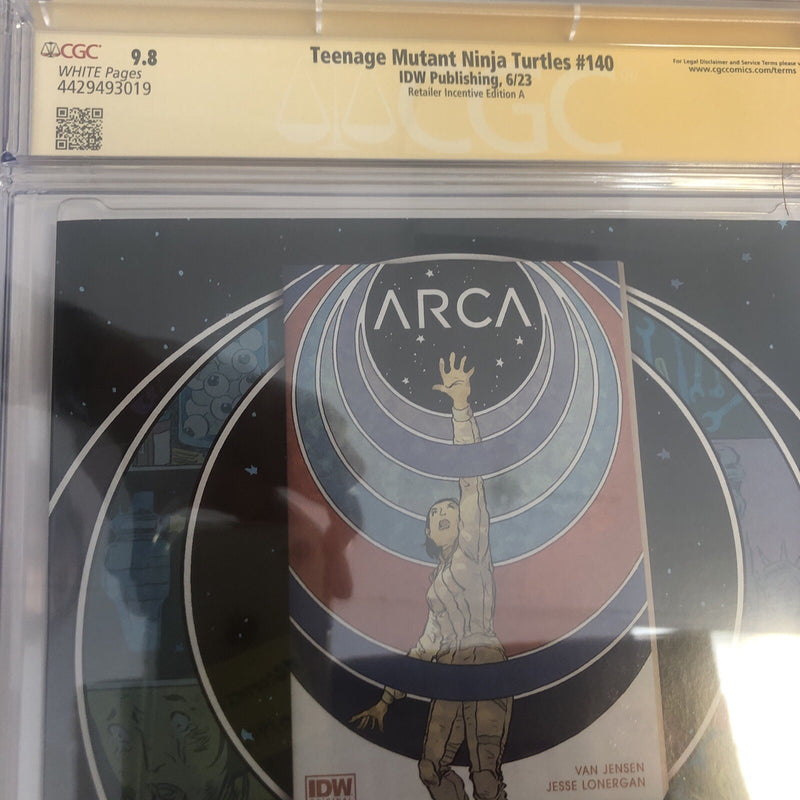 CGC 9.8
WHITE Pages
4429493019
Teenage Mutant Ninja Turtles #140
IDW Publishing, 6/23
Retailer Incentive Edition A
For Legal Disclaimer and Service Terms please
www.cgccomics.com/terms
CGC
ARCA
VAN JENSEN
JESSE LONERGAN
IDW